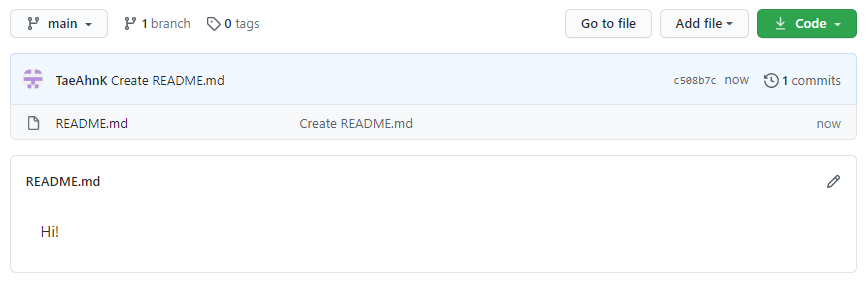 main 1 branch 0 tags Go to file Add file Code
TaeAhnK Create README.md c508b7c now 1 commits
README.md Create README.md now
README.md
Hi!